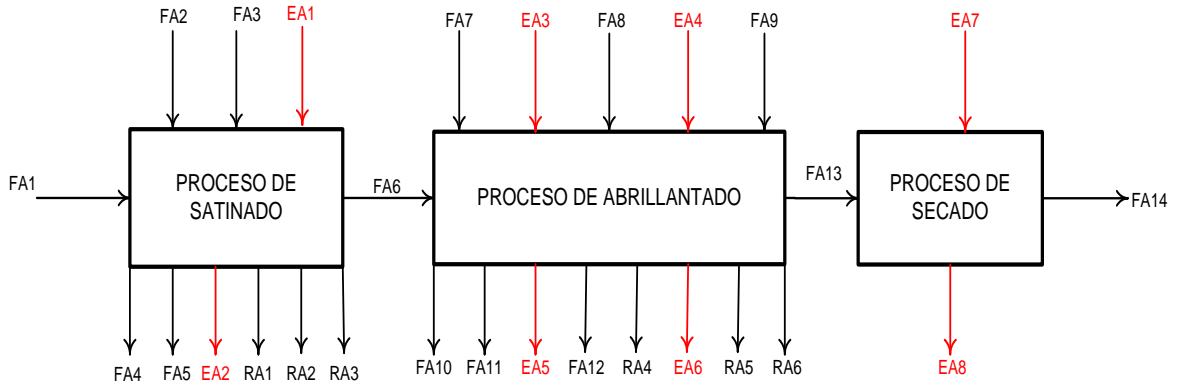 FA2 FA3 EA1 FA7 EA3 FA8 EA4 FA9 EA7
FA1
PROCESO DE
SATINADO
FA6
PROCESO DE ABRILLANTADO
FA13
PROCESO DE
SECADO
FA14
FA4 FA5 EA2 RA1 RA2 RA3
FA10 FA11 EA5 FA12 RA4 EA6 RA5 RA6
EA8